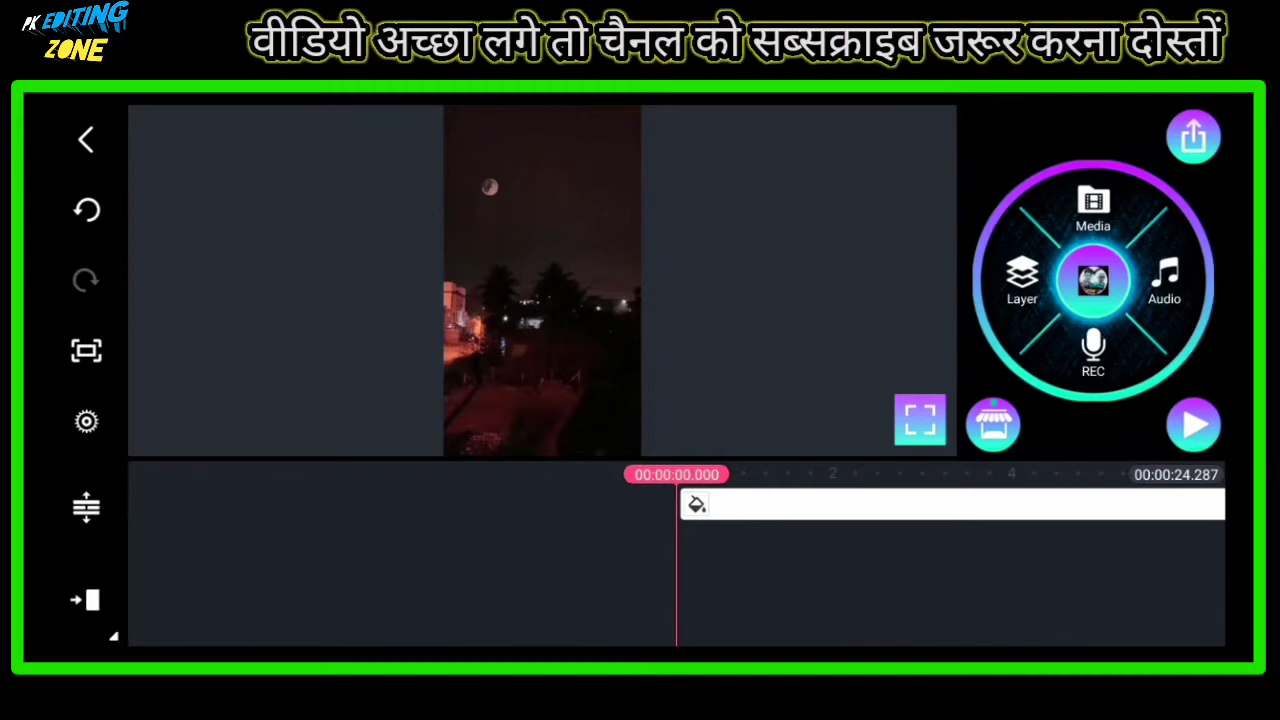 PK EDITING
ZONE
वीडियो अच्छा लगे तो चैनल को सब्सक्राइब जरूर करना दोस्तों
Media
Layer
Audio
REC
00:00:00.000
2
4
00:00:24.287